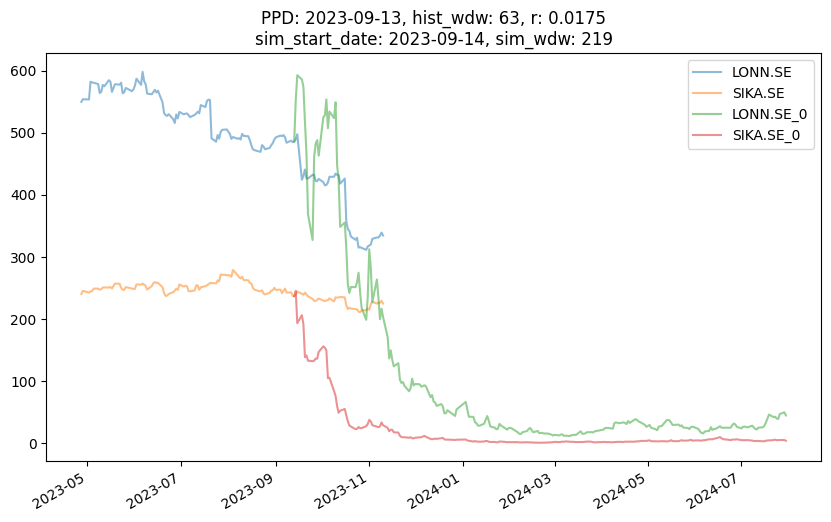 PPD: 2023-09-13, hist_wdw: 63, r: 0.0175
sim_start_date: 2023-09-14, sim_wdw: 219
LONN.SE
SIKA.SE
LONN.SE_0
SIKA.SE_0
600
500
400
300
200
100
0
2023-05
2023-07
2023-09
2023-11
2024-01
2024-03
2024-05
2024-07